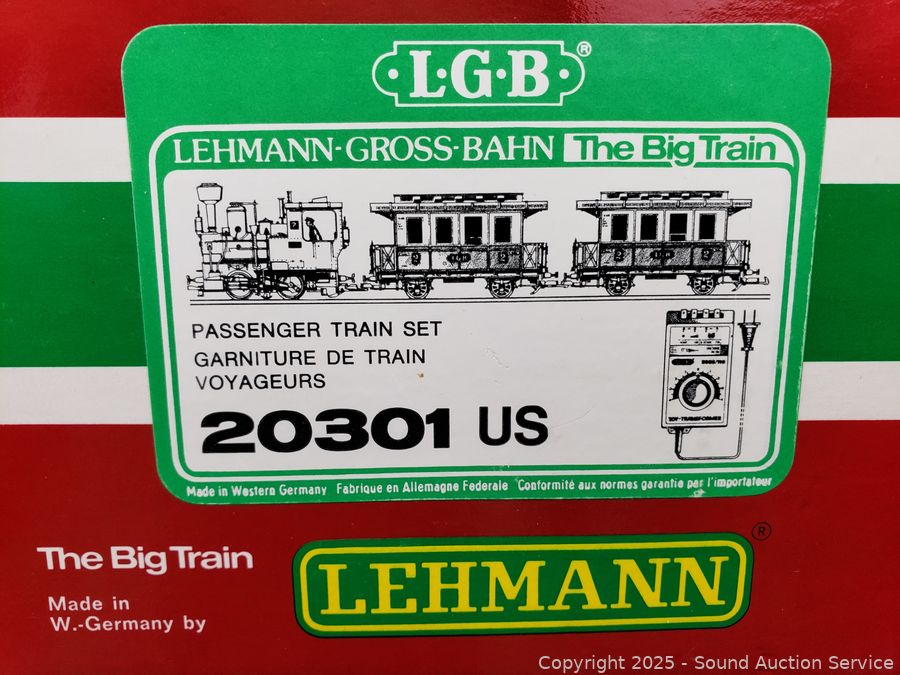 L·G·B®
LEHMANN-GROSS-BAHN The Big Train
PASSENGER TRAIN SET
GARNITURE DE TRAIN
VOYAGEURS
20301 US
Made in Western Germany Fabrique en Allemagne Federale Conformité aux normes garantie par l'importateur
The Big Train
Made in
W.-Germany by
LEHMANN®
Copyright 2025 - Sound Auction Service